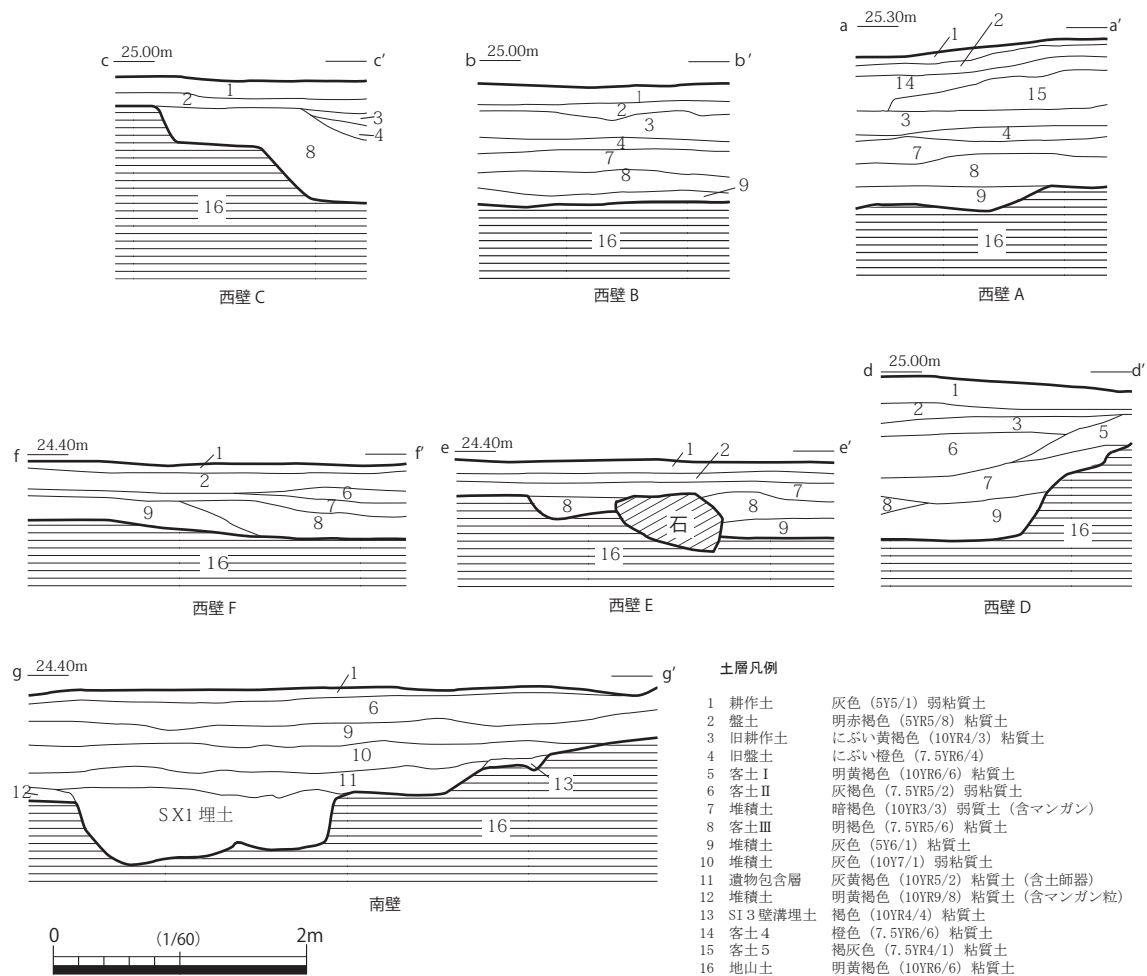 c 25.00m c′
1
2
3
4
8
16
西壁 C
b 25.00m b′
1
2
3
4
7
8
9
16
西壁 B
a 25.30m a′
1 2
14
15
3
4
7
8
9
16
西壁 A
f 24.40m f′
1
2
6
7
9
8
16
西壁 F
e 24.40m e′
1 2
7
8 石 8
9
16
西壁 E
d 25.00m d′
1
2
3
5
6
7
8
9
16
西壁 D
g 24.40m g′
1
6
9
10
11
12
13
SX1 埋土
16
南壁
0 (1/60) 2m
土層凡例
1 耕作土 灰色 (5Y5/1) 弱粘質土
2 盤土 明赤褐色 (5YR5/8) 粘質土
3 旧耕作土 にぶい黄褐色 (10YR4/3) 粘質土
4 旧盤土 にぶい橙色 (7.5YR6/4)
5 客土Ⅰ 明黄褐色 (10YR6/6) 粘質土
6 客土Ⅱ 灰褐色 (7.5YR5/2) 弱粘質土
7 堆積土 暗褐色 (10YR3/3) 弱質土 (含マンガン)
8 客土Ⅲ 明褐色 (7.5YR5/6) 粘質土
9 堆積土 灰色 (5Y6/1) 粘質土
10 堆積土 灰色 (10Y7/1) 弱粘質土
11 遺物包含層 灰黄褐色 (10YR5/2) 粘質土 (含土師器)
12 堆積土 明黄褐色 (10YR9/8) 粘質土 (含マンガン粒)
13 SI３壁溝埋土 褐色 (10YR4/4) 粘質土
14 客土４ 橙色 (7.5YR6/6) 粘質土
15 客土５ 褐灰色 (7.5YR4/1) 粘質土
16 地山土 明黄褐色 (10YR6/6) 粘質土